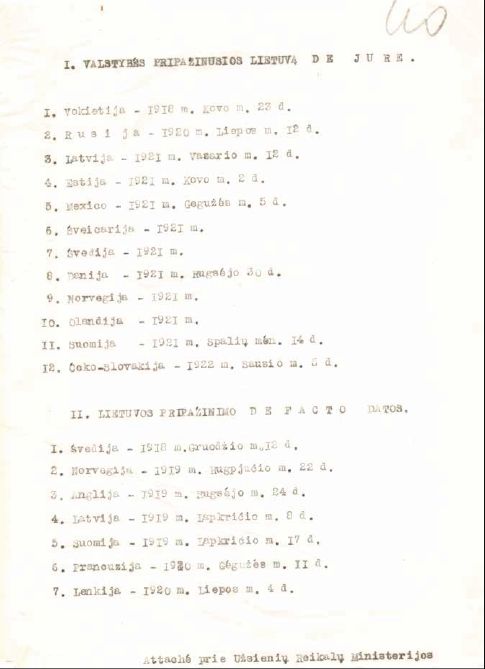 40
I. VALSTYBĖS PRIPAŽINUSIOS LIETUVĄ D E J U R E .
1. Vokietija - 1918 m. Kovo m. 23 d.
2. R u s i j a - 1920 m. Liepos m. 12 d.
3. Latvija - 1921 m. Vasario m. 12 d.
4. Estija - 1921 m. Kovo m. 2 d.
5. Mexico - 1921 m. Gegužės m. 5 d.
6. Šveicarija - 1921 m.
7. Švedija - 1921 m.
8. Danija - 1921 m. Rugsėjo 30 d.
9. Norvegija - 1921 m.
10. Olandija - 1921 m.
11. Suomija - 1921 m. Spalių mėn. 14 d.
12. Čeko-Slovakija - 1922 m. Sausio m. 5 d.
II. LIETUVOS PRIPAŽINIMO D E F A C T O DATOS.
1. Švedija - 1918 m.Gruodžio m.12 d.
2. Norvegija - 1919 m. Rugpjučio m. 22 d.
3. Anglija - 1919 m. Rugsėjo m. 24 d.
4. Latvija - 1919 m. Lapkričio m. 8 d.
5. Suomija - 1919 m. Lapkričio m. 17 d.
6. Prancuzija - 1920 m. Gėgužės m. 11 d.
7. Lenkija - 1920 m. Liepos m. 4 d.
Attaché prie Užsienių Reikalų Ministerijos